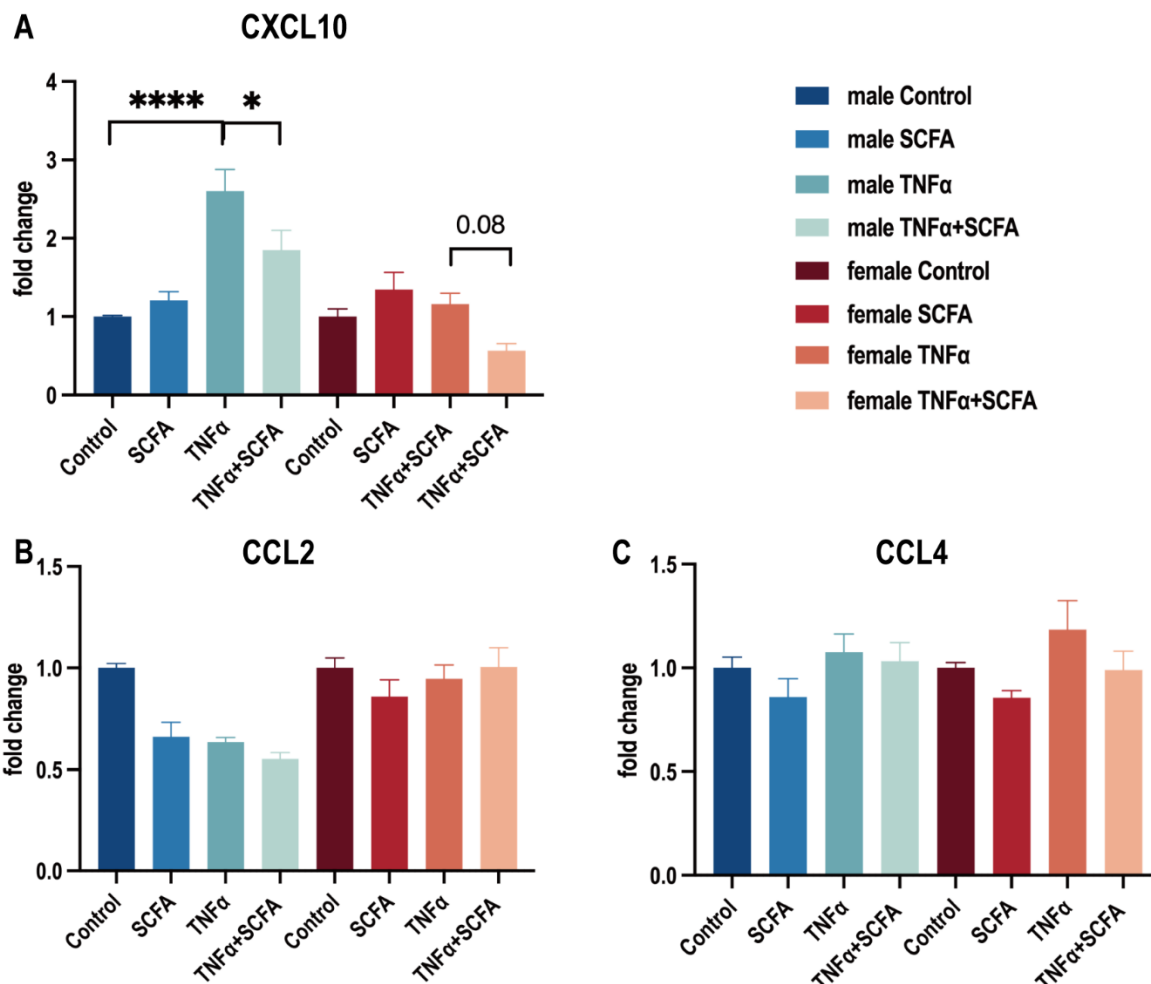 A
CXCL10
fold change
4
3
2
1
0
****
*
0.08
Control
SCFA
TNFα
TNFα+SCFA
Control
SCFA
TNFα+SCFA
TNFα+SCFA
male Control
male SCFA
male TNFα
male TNFα+SCFA
female Control
female SCFA
female TNFα
female TNFα+SCFA
B
CCL2
fold change
1.5
1.0
0.5
0.0
Control
SCFA
TNFα
TNFα+SCFA
Control
SCFA
TNFα
TNFα+SCFA
C
CCL4
fold change
1.5
1.0
0.5
0.0
Control
SCFA
TNFα
TNFα+SCFA
Control
SCFA
TNFα
TNFα+SCFA